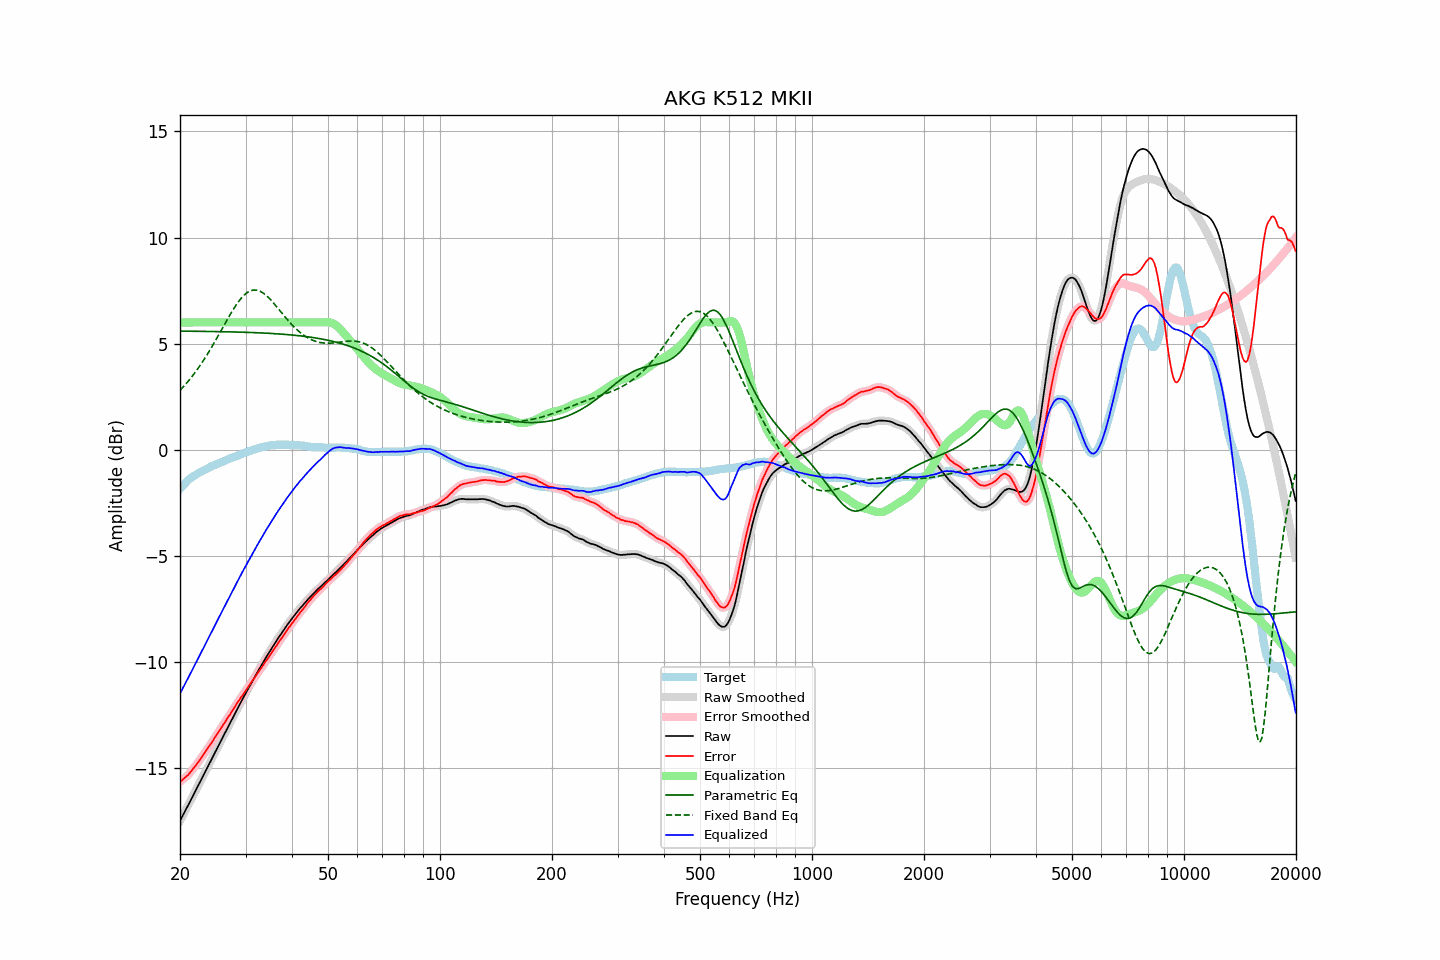 AKG K512 MKII
Amplitude (dBr)
15
10
5
0
−5
−10
−15
Target
Raw Smoothed
Error Smoothed
Raw
Error
Equalization
Parametric Eq
Fixed Band Eq
Equalized
20 50 100 200 500 1000 2000 5000 10000 20000
Frequency (Hz)